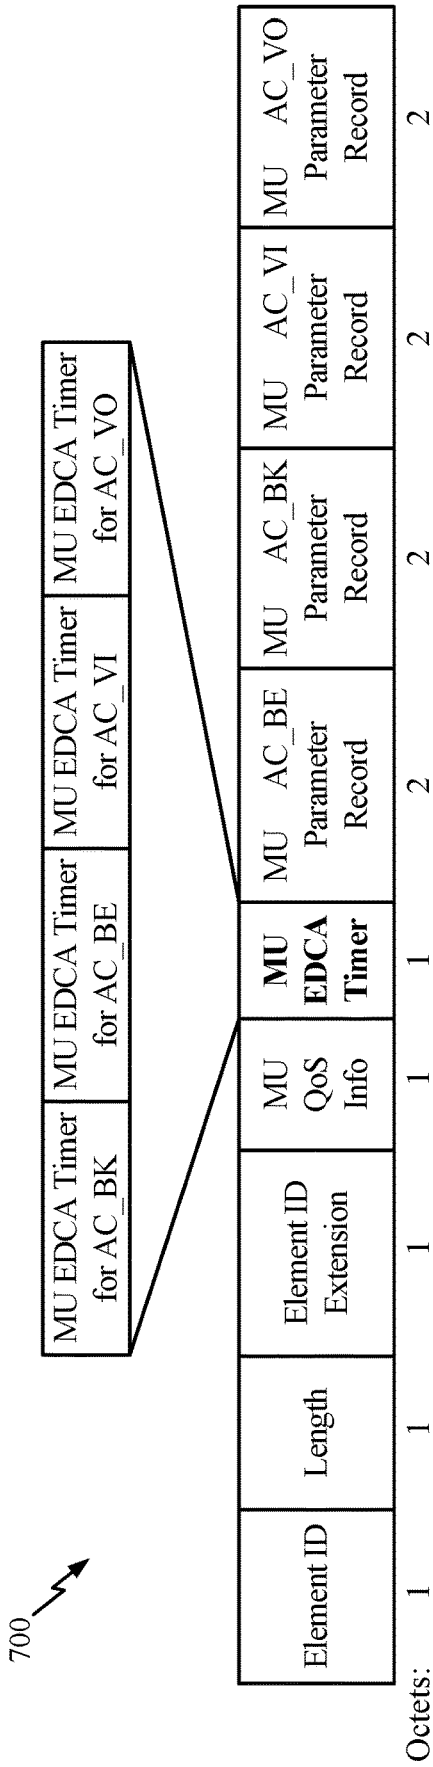 700
MU EDCA Timer
for AC_BK
MU EDCA Timer
for AC_BE
MU EDCA Timer
for AC_VI
MU EDCA Timer
for AC_VO
Element ID
Length
Element ID
Extension
MU
QoS
Info
MU
EDCA
Timer
MU AC_BE
Parameter
Record
MU AC_BK
Parameter
Record
MU AC_VI
Parameter
Record
MU AC_VO
Parameter
Record
Octets: 1 1 1 1 1 2 2 2 2